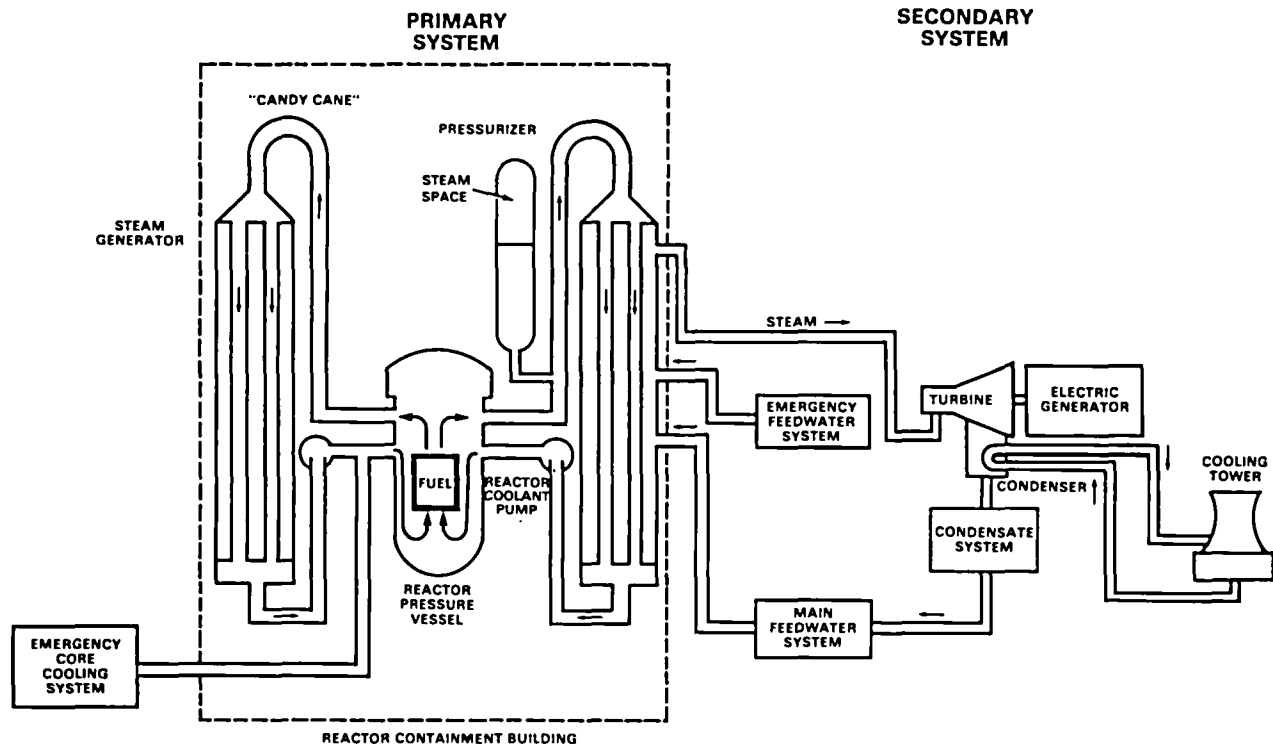 PRIMARY
SYSTEM
SECONDARY
SYSTEM
"CANDY CANE"
PRESSURIZER
STEAM
SPACE
STEAM
GENERATOR
STEAM
TURBINE
ELECTRIC
GENERATOR
EMERGENCY
FEEDWATER
SYSTEM
COOLING
TOWER
FUEL
REACTOR
COOLANT
PUMP
CONDENSER
CONDENSATE
SYSTEM
REACTOR
PRESSURE
VESSEL
MAIN
FEEDWATER
SYSTEM
EMERGENCY
CORE
COOLING
SYSTEM
REACTOR CONTAINMENT BUILDING